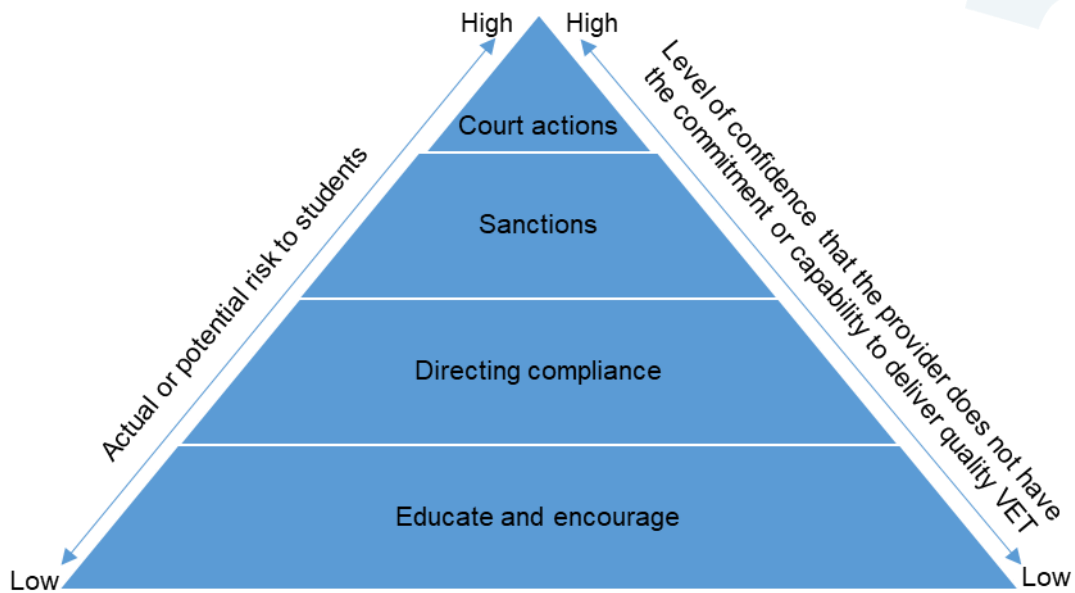 High
High
Court actions
Sanctions
Directing compliance
Educate and encourage
Actual or potential risk to students
Level of confidence that the provider does not have
the commitment or capability to deliver quality VET
Low
Low